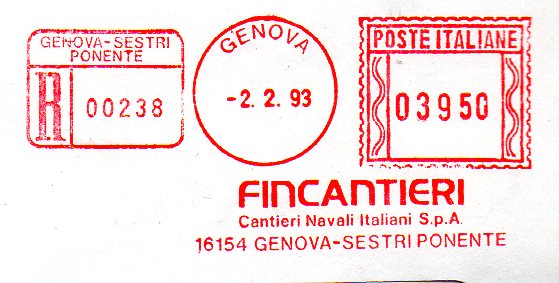 GENOVA-SESTRI
PONENTE
R 00238
GENOVA
-2. 2. 93
POSTE ITALIANE
03950
FINCANTIERI
Cantieri Navali Italiani S.p.A.
16154 GENOVA-SESTRI PONENTE